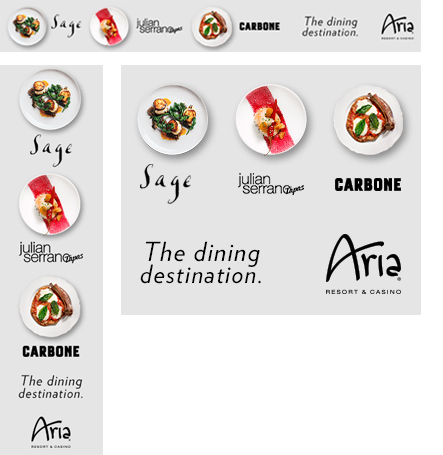 Sage
julian
serrano Tapas
CARBONE
The dining
destination.
Aria
RESORT & CASINO
Sage
julian
serrano Tapas
CARBONE
The dining
destination.
Aria
RESORT & CASINO
Sage
julian
serrano Tapas
CARBONE
The dining
destination.
Aria®
RESORT & CASINO